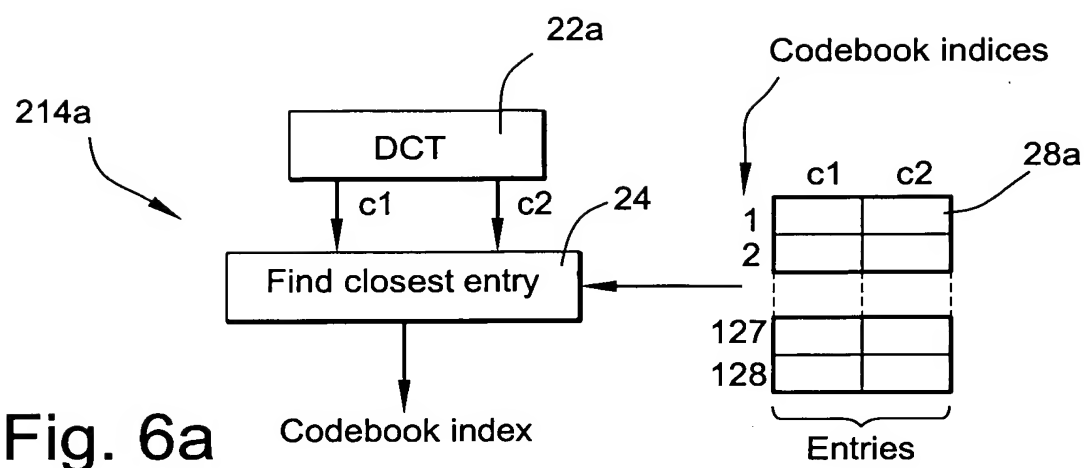 22a
Codebook indices
214a
DCT
28a
c1 c2
c1 c2
24
1
2
Find closest entry
127
128
Fig. 6a
Codebook index
Entries